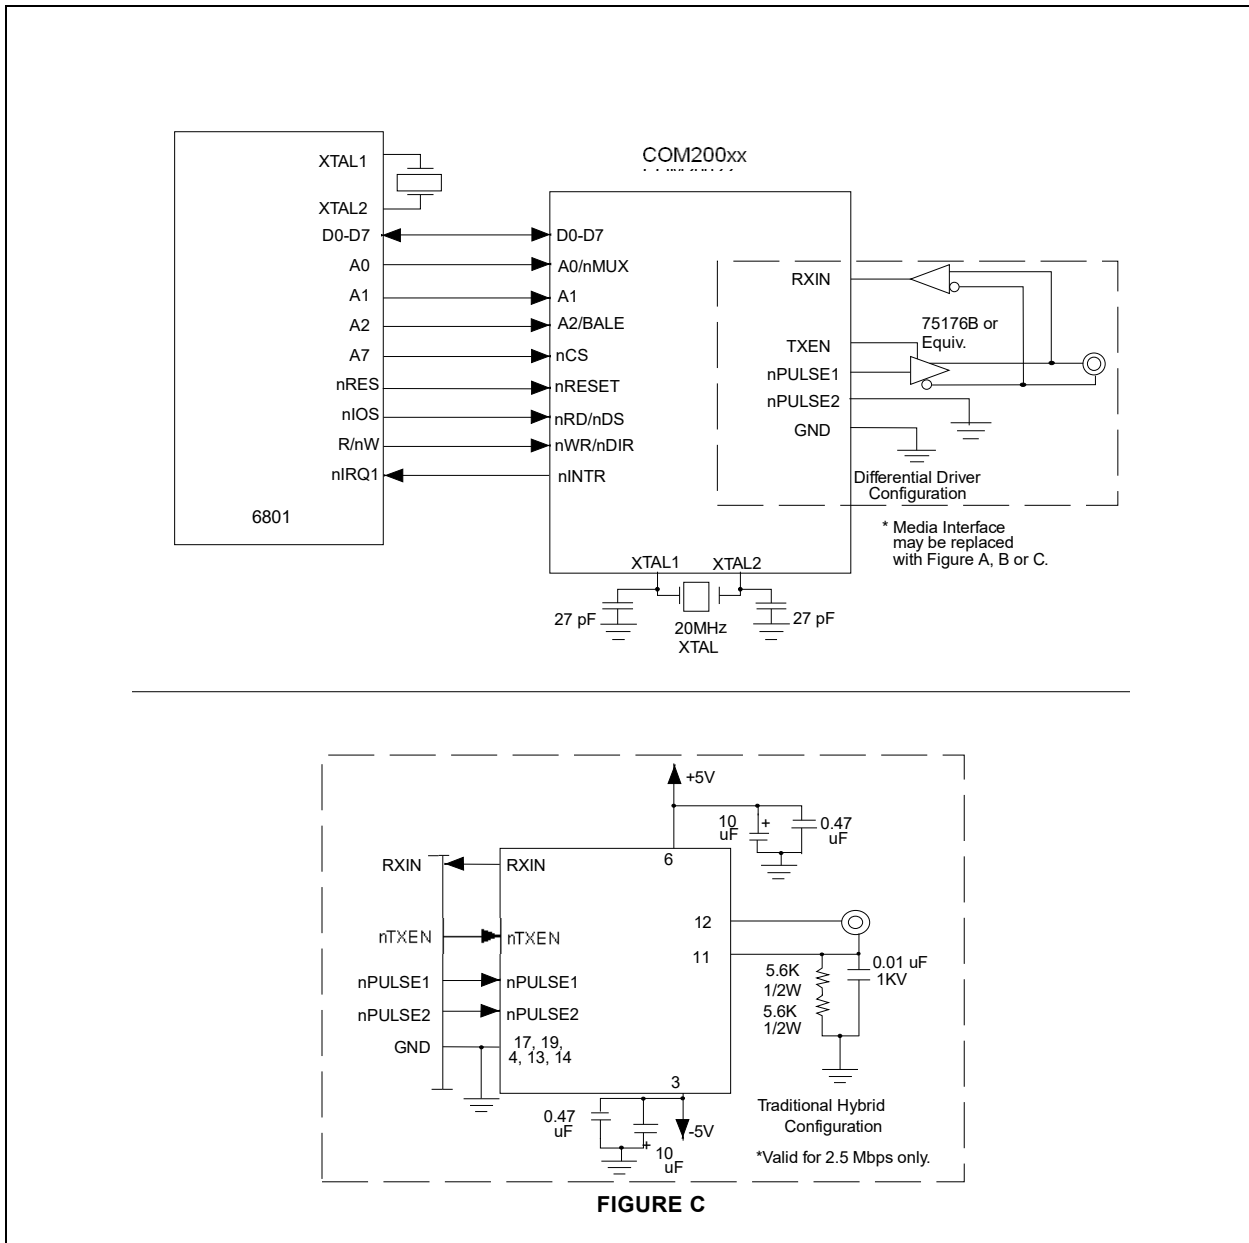 COM200xx
XTAL1
XTAL2
D0-D7
A0
A1
A2
A7
nRES
nIOS
R/nW
nIRQ1
6801
D0-D7
A0/nMUX
A1
A2/BALE
nCS
nRESET
nRD/nDS
nWR/nDIR
nINTR
XTAL1
XTAL2
RXIN
TXEN
nPULSE1
nPULSE2
GND
75176B or
Equiv.
Differential Driver
Configuration
* Media Interface
may be replaced
with Figure A, B or C.
27 pF
20MHz
XTAL
27 pF
+5V
10
uF
+
0.47
uF
6
RXIN
nTXEN
nPULSE1
nPULSE2
GND
RXIN
nTXEN
nPULSE1
nPULSE2
17, 19,
4, 13, 14
12
11
3
5.6K
1/2W
5.6K
1/2W
0.01 uF
1KV
0.47
uF
+
10
uF
-5V
Traditional Hybrid
Configuration
*Valid for 2.5 Mbps only.
FIGURE C